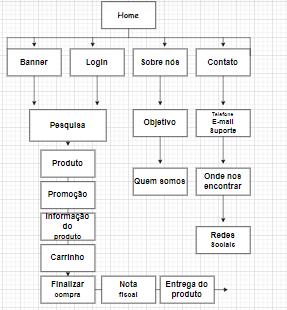 Home
Banner
Login
Sobre nós
Contato
Pesquisa
Objetivo
Telefone
E-mail
Suporte
Produto
Quem somos
Onde nos
encontrar
Promoção
Informação
do
produto
Redes
Sociais
Carrinho
Finalizar
compra
Nota
fiscal
Entrega do
produto